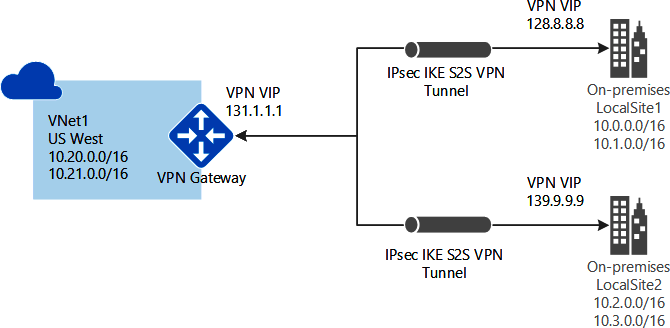 VNet1
US West
10.20.0.0/16
10.21.0.0/16
VPN Gateway
VPN VIP
131.1.1.1
IPsec IKE S2S VPN
Tunnel
VPN VIP
128.8.8.8
On-premises
LocalSite1
10.0.0.0/16
10.1.0.0/16
IPsec IKE S2S VPN
Tunnel
VPN VIP
139.9.9.9
On-premises
LocalSite2
10.2.0.0/16
10.3.0.0/16